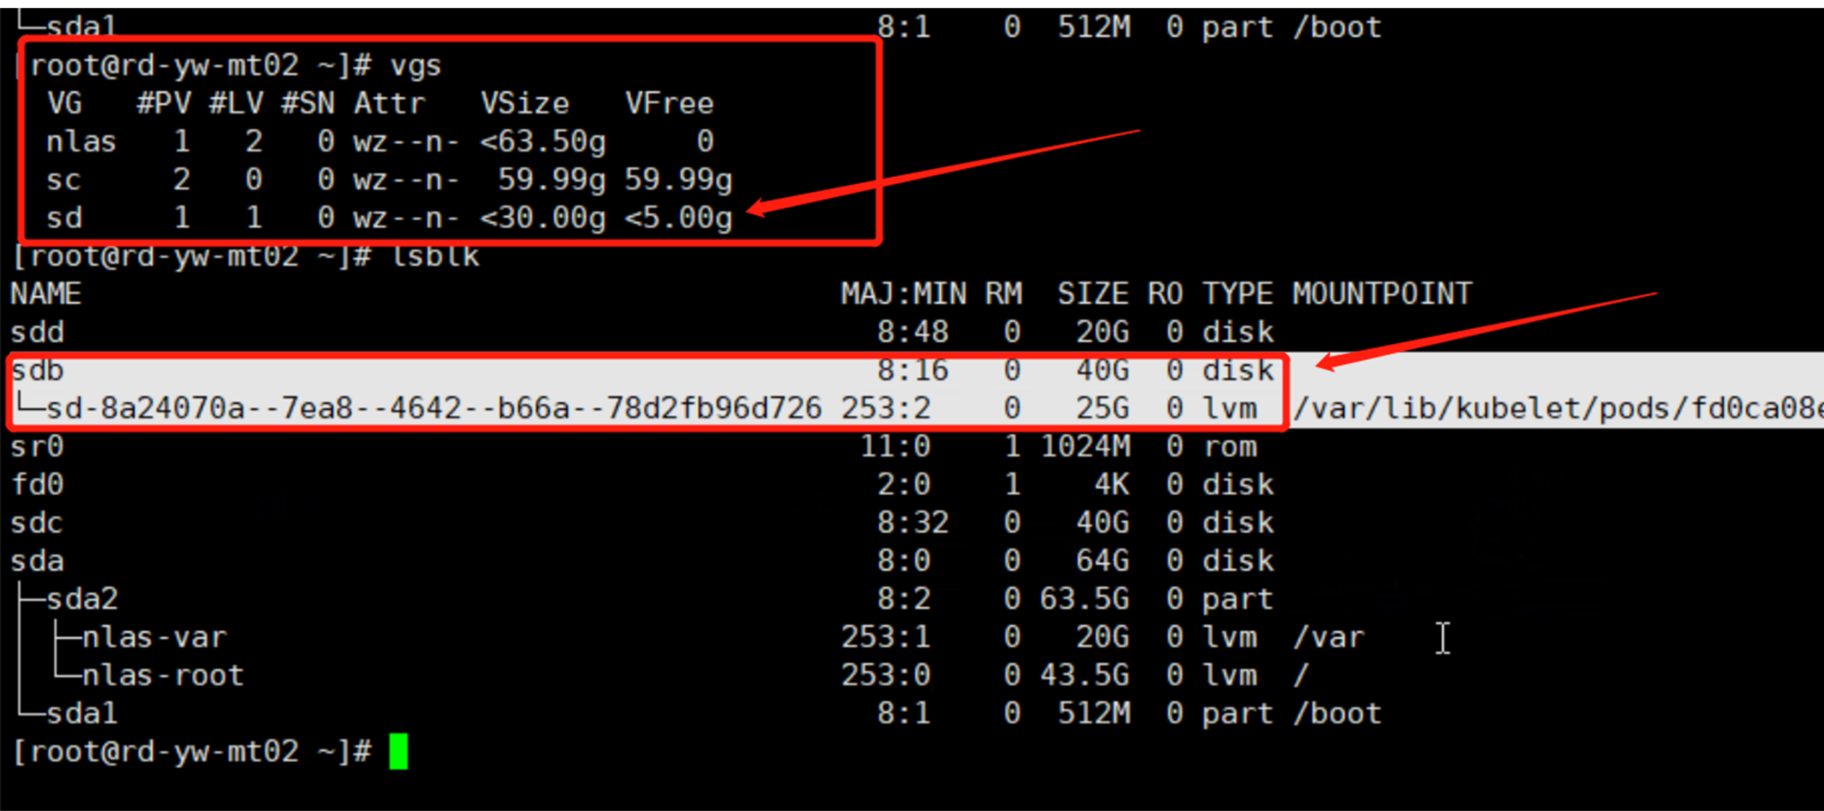 └─sda1 8:1 0 512M 0 part /boot
[root@rd-yw-mt02 ~]# vgs
VG #PV #LV #SN Attr VSize VFree
nlas 1 2 0 wz--n- <63.50g 0
sc 2 0 0 wz--n- 59.99g 59.99g
sd 1 1 0 wz--n- <30.00g <5.00g
[root@rd-yw-mt02 ~]# lsblk
NAME MAJ:MIN RM SIZE RO TYPE MOUNTPOINT
sdd 8:48 0 20G 0 disk
sdb 8:16 0 40G 0 disk
└─sd-8a24070a--7ea8--4642--b66a--78d2fb96d726 253:2 0 25G 0 lvm /var/lib/kubelet/pods/fd0ca08e
sr0 11:0 1 1024M 0 rom
fd0 2:0 1 4K 0 disk
sdc 8:32 0 40G 0 disk
sda 8:0 0 64G 0 disk
├─sda2 8:2 0 63.5G 0 part
│ ├─nlas-var 253:1 0 20G 0 lvm /var
│ └─nlas-root 253:0 0 43.5G 0 lvm /
└─sda1 8:1 0 512M 0 part /boot
[root@rd-yw-mt02 ~]#